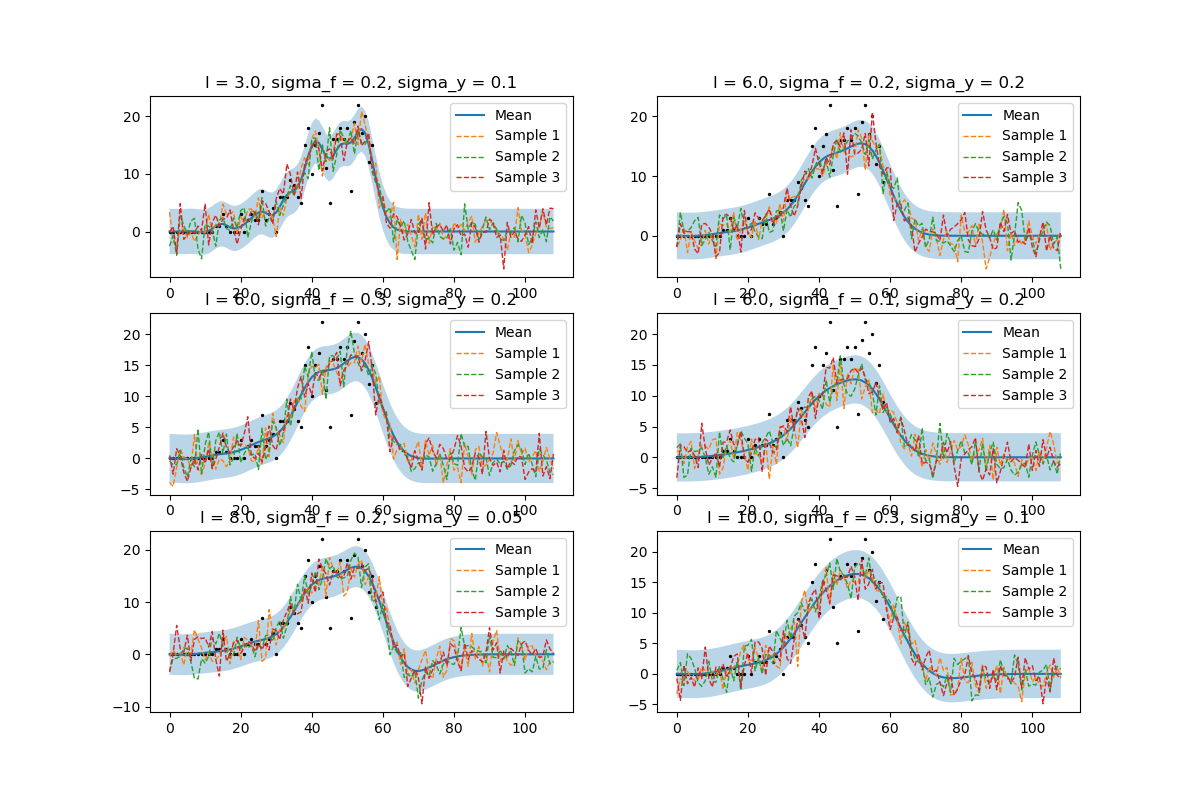 l = 3.0, sigma_f = 0.2, sigma_y = 0.1
20
10
0
Mean
Sample 1
Sample 2
Sample 3
0 20 40 60 80 100
l = 6.0, sigma_f = 0.2, sigma_y = 0.2
20
10
0
Mean
Sample 1
Sample 2
Sample 3
0 20 40 60 80 100
l = 6.0, sigma_f = 0.3, sigma_y = 0.2
20
15
10
5
0
−5
Mean
Sample 1
Sample 2
Sample 3
0 20 40 60 80 100
l = 6.0, sigma_f = 0.1, sigma_y = 0.2
20
15
10
5
0
−5
Mean
Sample 1
Sample 2
Sample 3
0 20 40 60 80 100
l = 8.0, sigma_f = 0.2, sigma_y = 0.05
20
10
0
−10
Mean
Sample 1
Sample 2
Sample 3
0 20 40 60 80 100
l = 10.0, sigma_f = 0.3, sigma_y = 0.1
20
15
10
5
0
−5
Mean
Sample 1
Sample 2
Sample 3
0 20 40 60 80 100